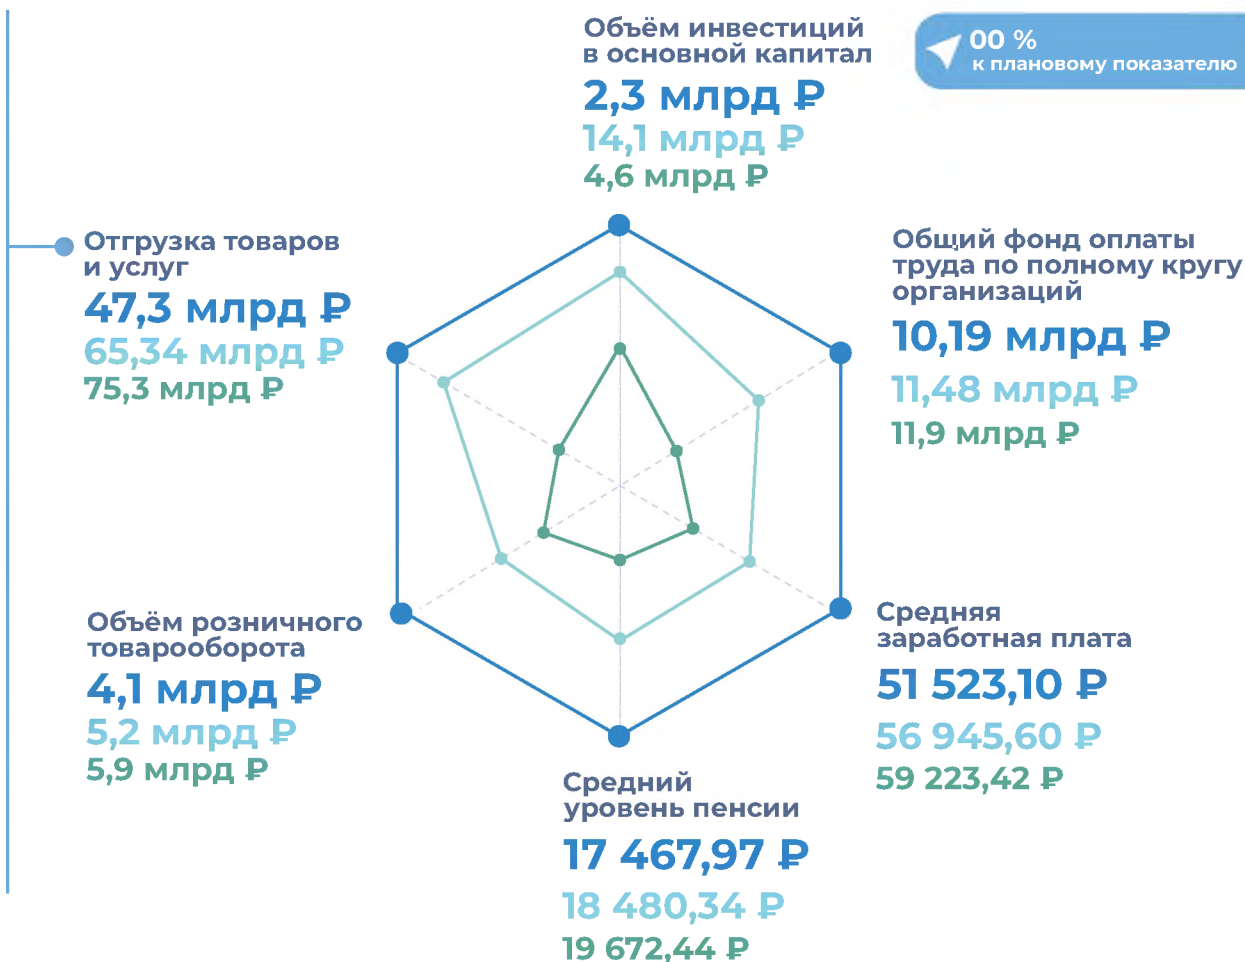 Объём инвестиций
в основной капитал
2,3 млрд ₽
14,1 млрд ₽
4,6 млрд ₽
00 %
к плановому показателю
Отгрузка товаров
и услуг
47,3 млрд ₽
65,34 млрд ₽
75,3 млрд ₽
Общий фонд оплаты
труда по полному кругу
организаций
10,19 млрд ₽
11,48 млрд ₽
11,9 млрд ₽
Объём розничного
товарооборота
4,1 млрд ₽
5,2 млрд ₽
5,9 млрд ₽
Средняя
заработная плата
51 523,10 ₽
56 945,60 ₽
59 223,42 ₽
Средний
уровень пенсии
17 467,97 ₽
18 480,34 ₽
19 672,44 ₽